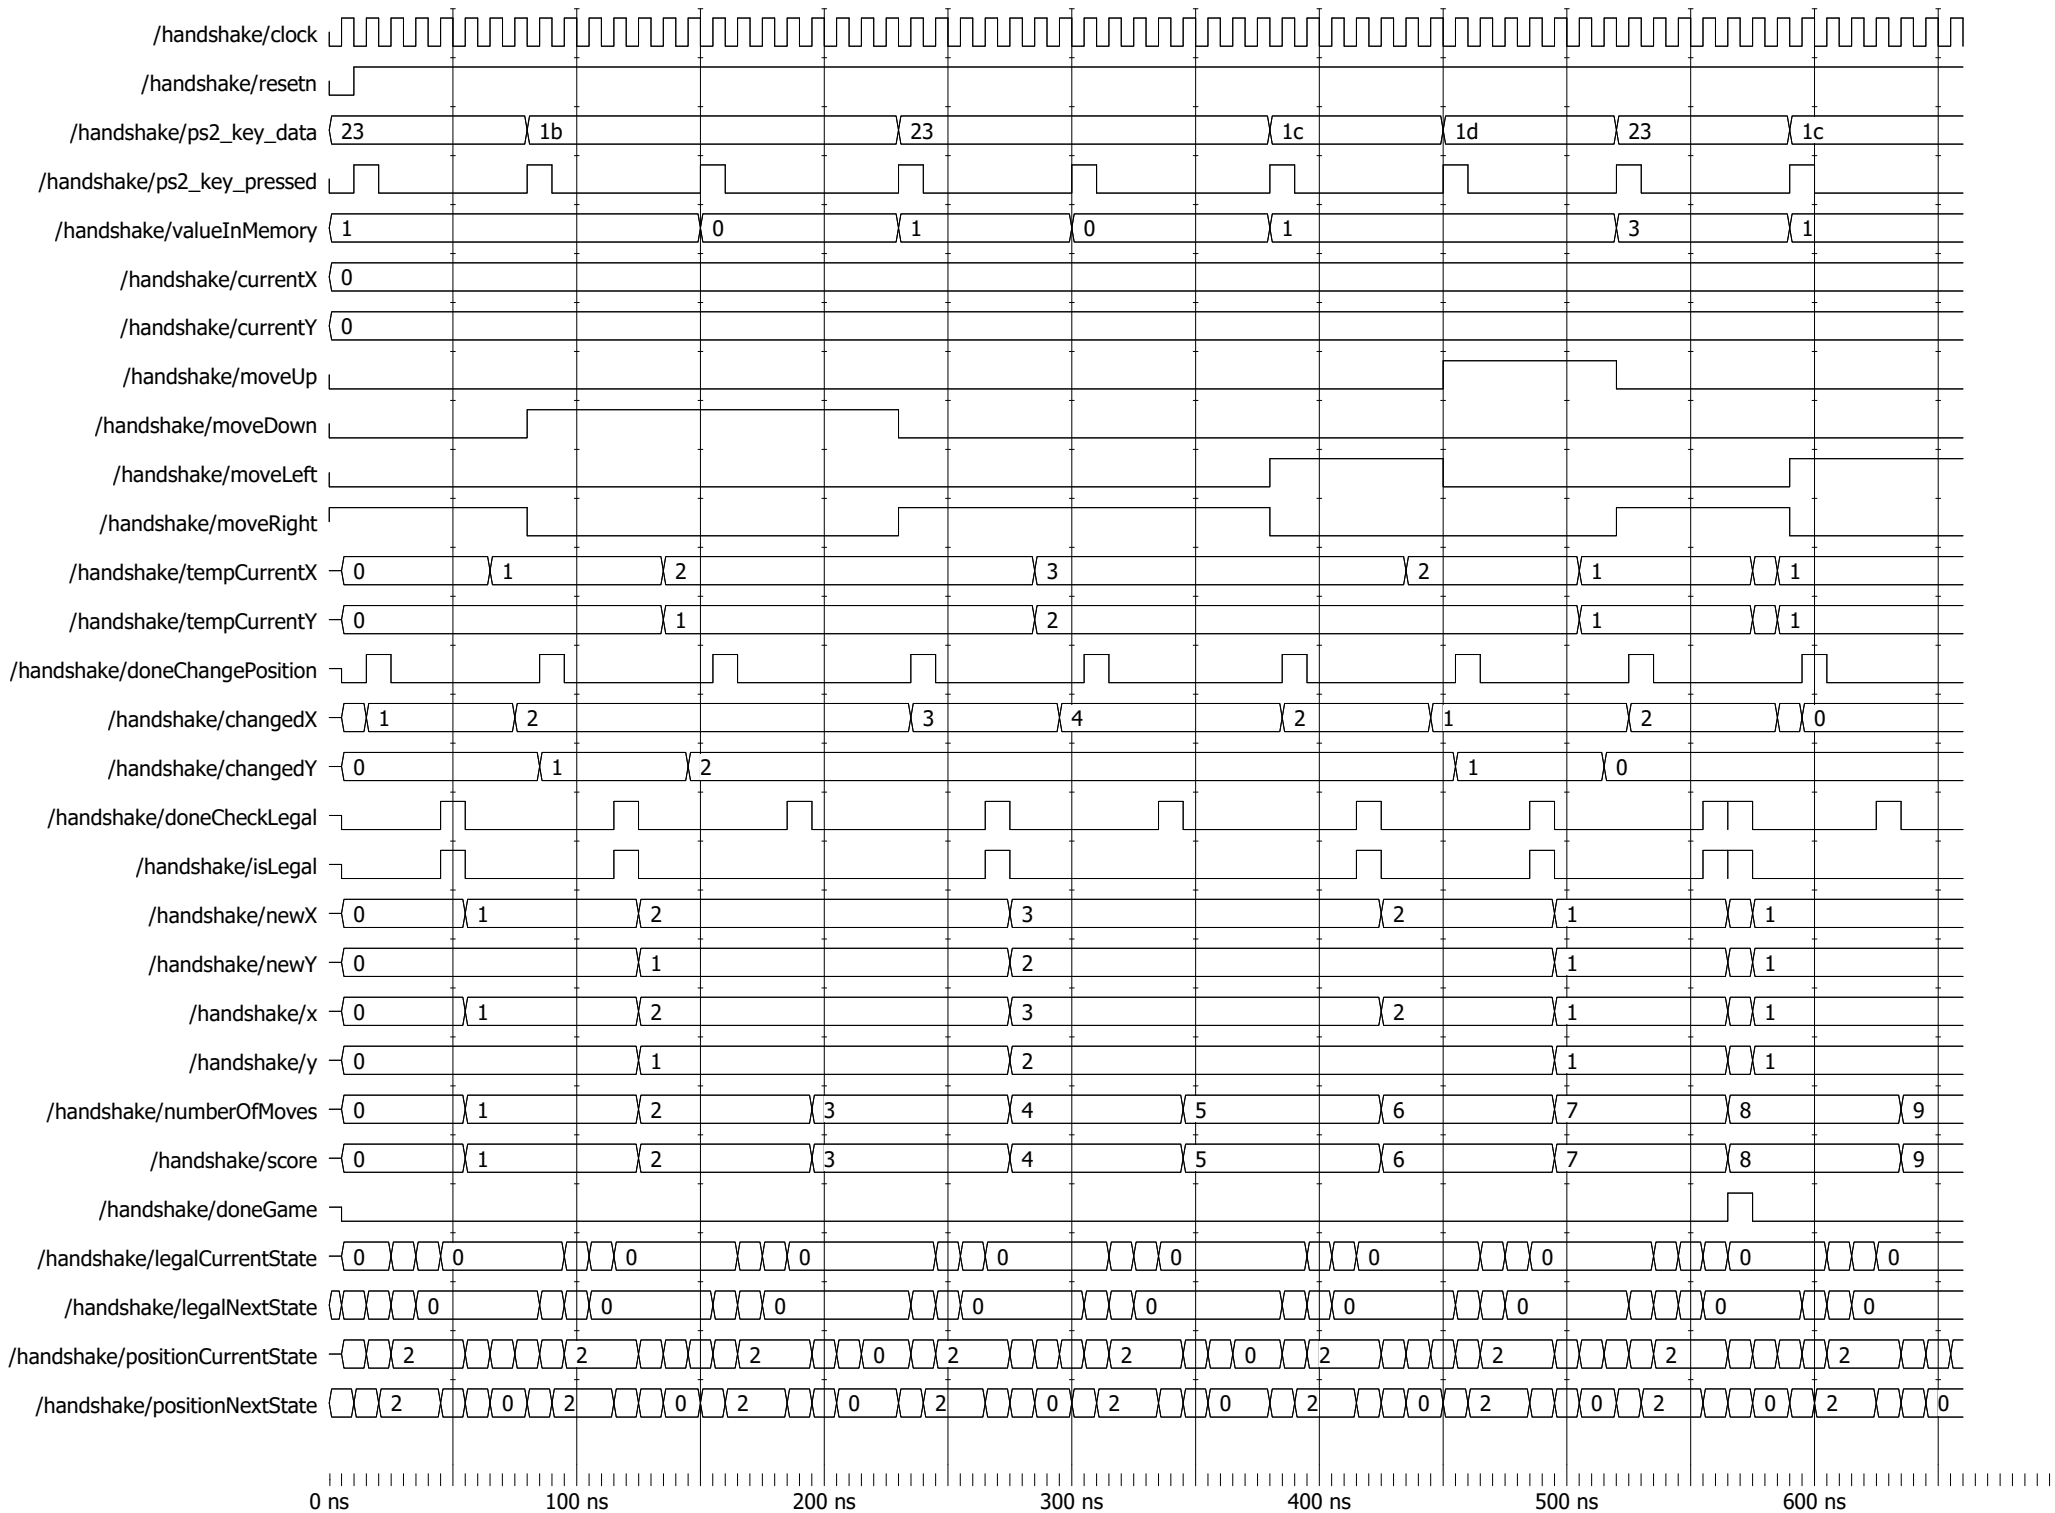 /handshake/clock
/handshake/resetn
/handshake/ps2_key_data 23 1b 23 1c 1d 23 1c
/handshake/ps2_key_pressed
/handshake/valueInMemory 1 0 1 0 1 3 1
/handshake/currentX 0
/handshake/currentY 0
/handshake/moveUp
/handshake/moveDown
/handshake/moveLeft
/handshake/moveRight
/handshake/tempCurrentX 0 1 2 3 2 1 1
/handshake/tempCurrentY 0 1 2 1 1
/handshake/doneChangePosition
/handshake/changedX 1 2 3 4 2 1 2 0
/handshake/changedY 0 1 2 1 0
/handshake/doneCheckLegal
/handshake/isLegal
/handshake/newX 0 1 2 3 2 1 1
/handshake/newY 0 1 2 1 1
/handshake/x 0 1 2 3 2 1 1
/handshake/y 0 1 2 1 1
/handshake/numberOfMoves 0 1 2 3 4 5 6 7 8 9
/handshake/score 0 1 2 3 4 5 6 7 8 9
/handshake/doneGame
/handshake/legalCurrentState 0 0 0 0 0 0 0 0 0 0
/handshake/legalNextState 0 0 0 0 0 0 0 0 0
/handshake/positionCurrentState 2 2 2 0 2 2 0 2 2 2 2
/handshake/positionNextState 2 0 2 0 2 0 2 0 2 0 2 0 2 0 2 0 2 0 2 0
0 ns 100 ns 200 ns 300 ns 400 ns 500 ns 600 ns